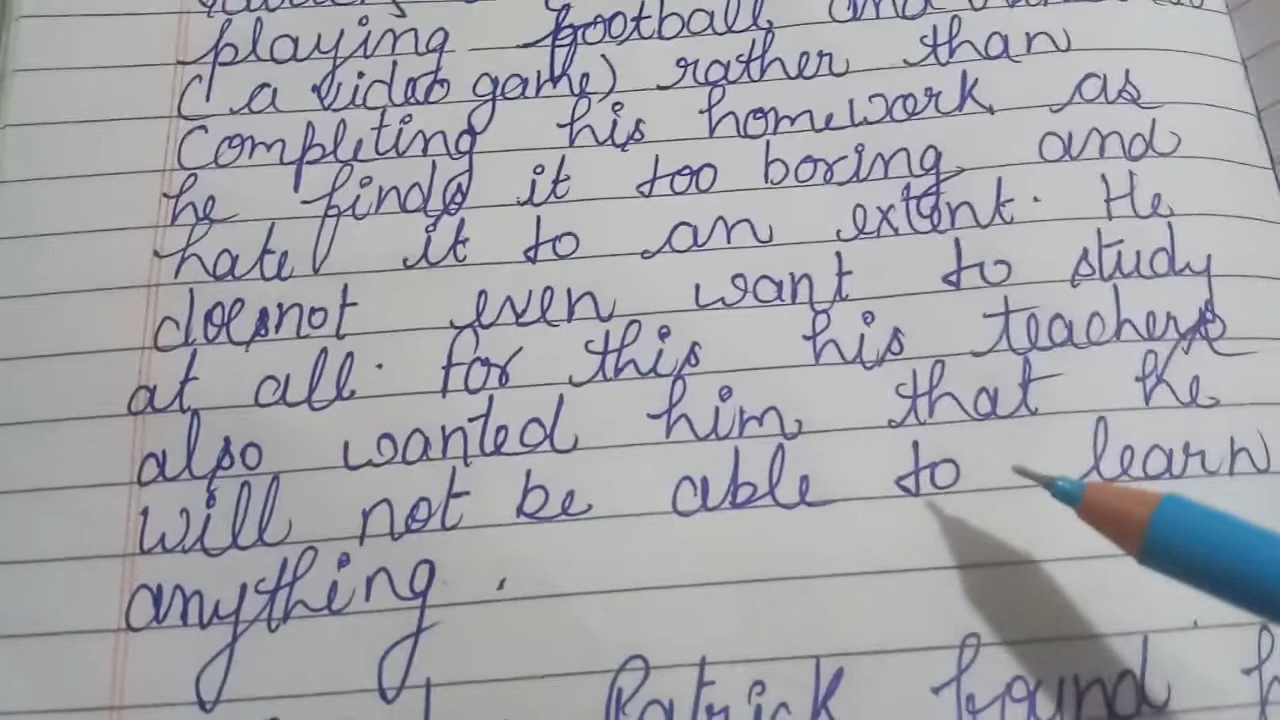 playing football and
( a video game) rather than
completing his homework as
he finds it too boring and
hate it to an extent. He
doesnot even want to study
at all. for this his teachers
also wanted him that he
will not be able to learn
anything.
Patrick found